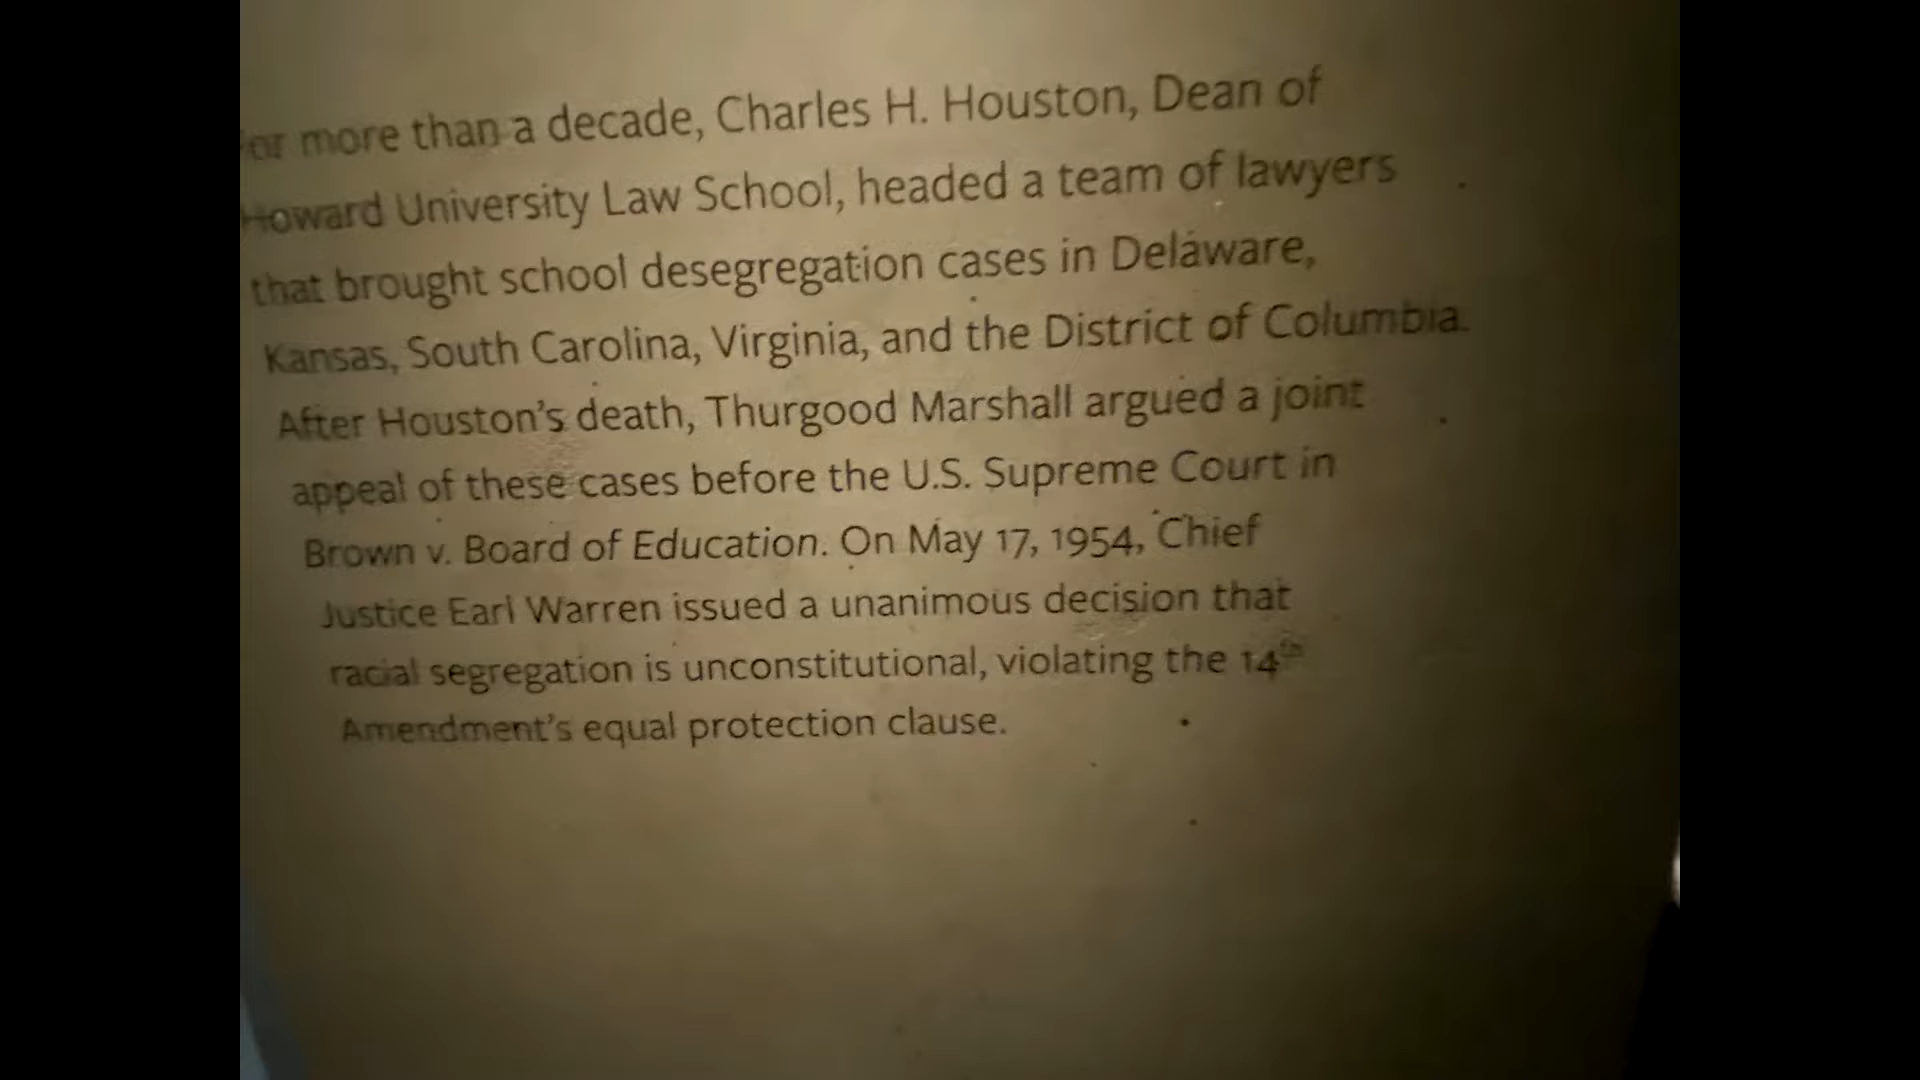 For more than a decade, Charles H. Houston, Dean of
Howard University Law School, headed a team of lawyers
that brought school desegregation cases in Delaware,
Kansas, South Carolina, Virginia, and the District of Columbia.
After Houston's death, Thurgood Marshall argued a joint
appeal of these cases before the U.S. Supreme Court in
Brown v. Board of Education. On May 17, 1954, Chief
Justice Earl Warren issued a unanimous decision that
racial segregation is unconstitutional, violating the 14th
Amendment's equal protection clause.